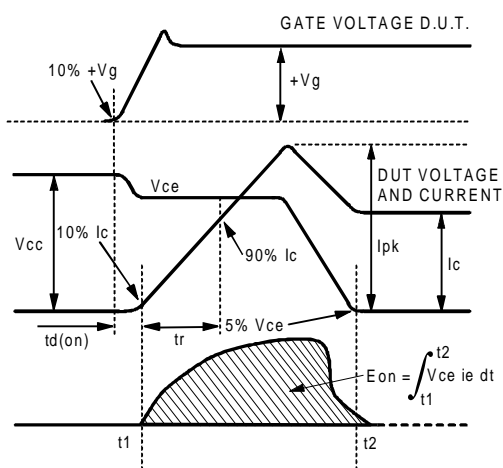 GATE VOLTAGE D.U.T.
10% +Vg
+Vg
DUT VOLTAGE
AND CURRENT
Vce
Vcc
10% Ic
90% Ic
Ipk
Ic
td(on)
tr
5% Vce
Eon = ∫ Vce ie dt
t2
t1
t1
t2